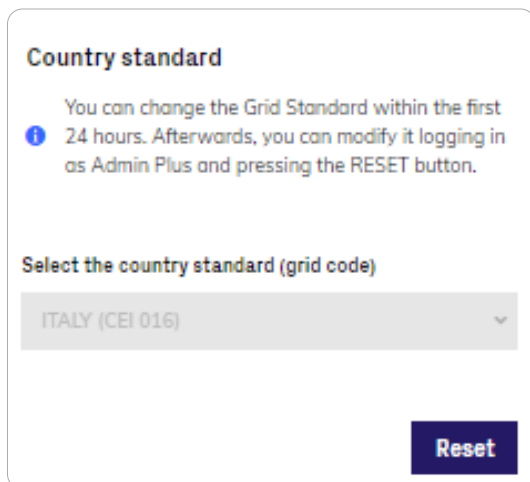 Country standard
You can change the Grid Standard within the first
24 hours. Afterwards, you can modify it logging in
as Admin Plus and pressing the RESET button.
Select the country standard (grid code)
ITALY (CEI 016)
Reset